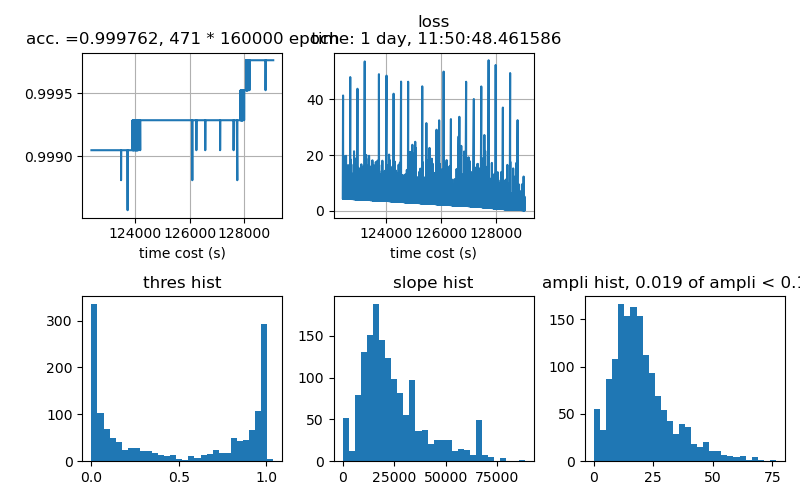 loss
acc. =0.999762, 471 * 160000 epoch
time: 1 day, 11:50:48.461586
0.9995
0.9990
124000 126000 128000
time cost (s)
40
20
0
124000 126000 128000
time cost (s)
thres hist
slope hist
ampli hist, 0.019 of ampli < 0.1
300
200
100
0
0.0 0.5 1.0
150
100
50
0
0 25000 50000 75000
150
100
50
0
0 25 50 75